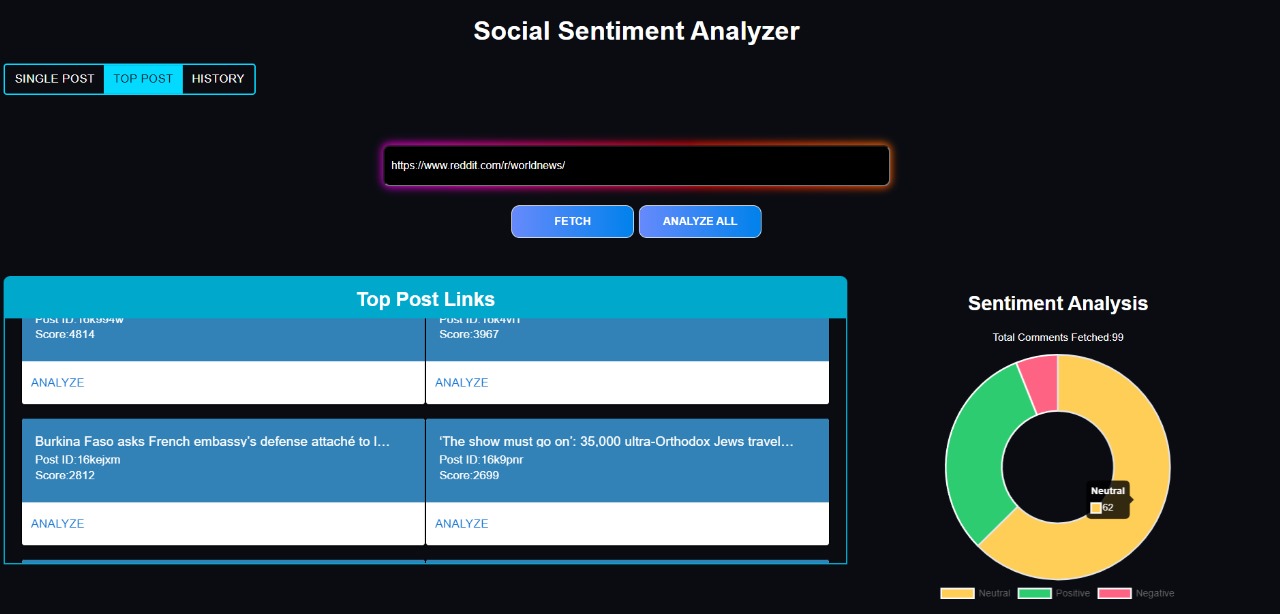 Social Sentiment Analyzer
SINGLE POST TOP POST HISTORY
https://www.reddit.com/r/worldnews/
FETCH ANALYZE ALL
Top Post Links
Post ID:
Score:4814
ANALYZE
Post ID:
Score:3967
ANALYZE
Burkina Faso asks French embassy’s defense attaché to l…
Post ID:16kejxm
Score:2812
ANALYZE
‘The show must go on’: 35,000 ultra-Orthodox Jews travel…
Post ID:16k9pnr
Score:2699
ANALYZE
Sentiment Analysis
Total Comments Fetched:99
Neutral
62
Neutral Positive Negative